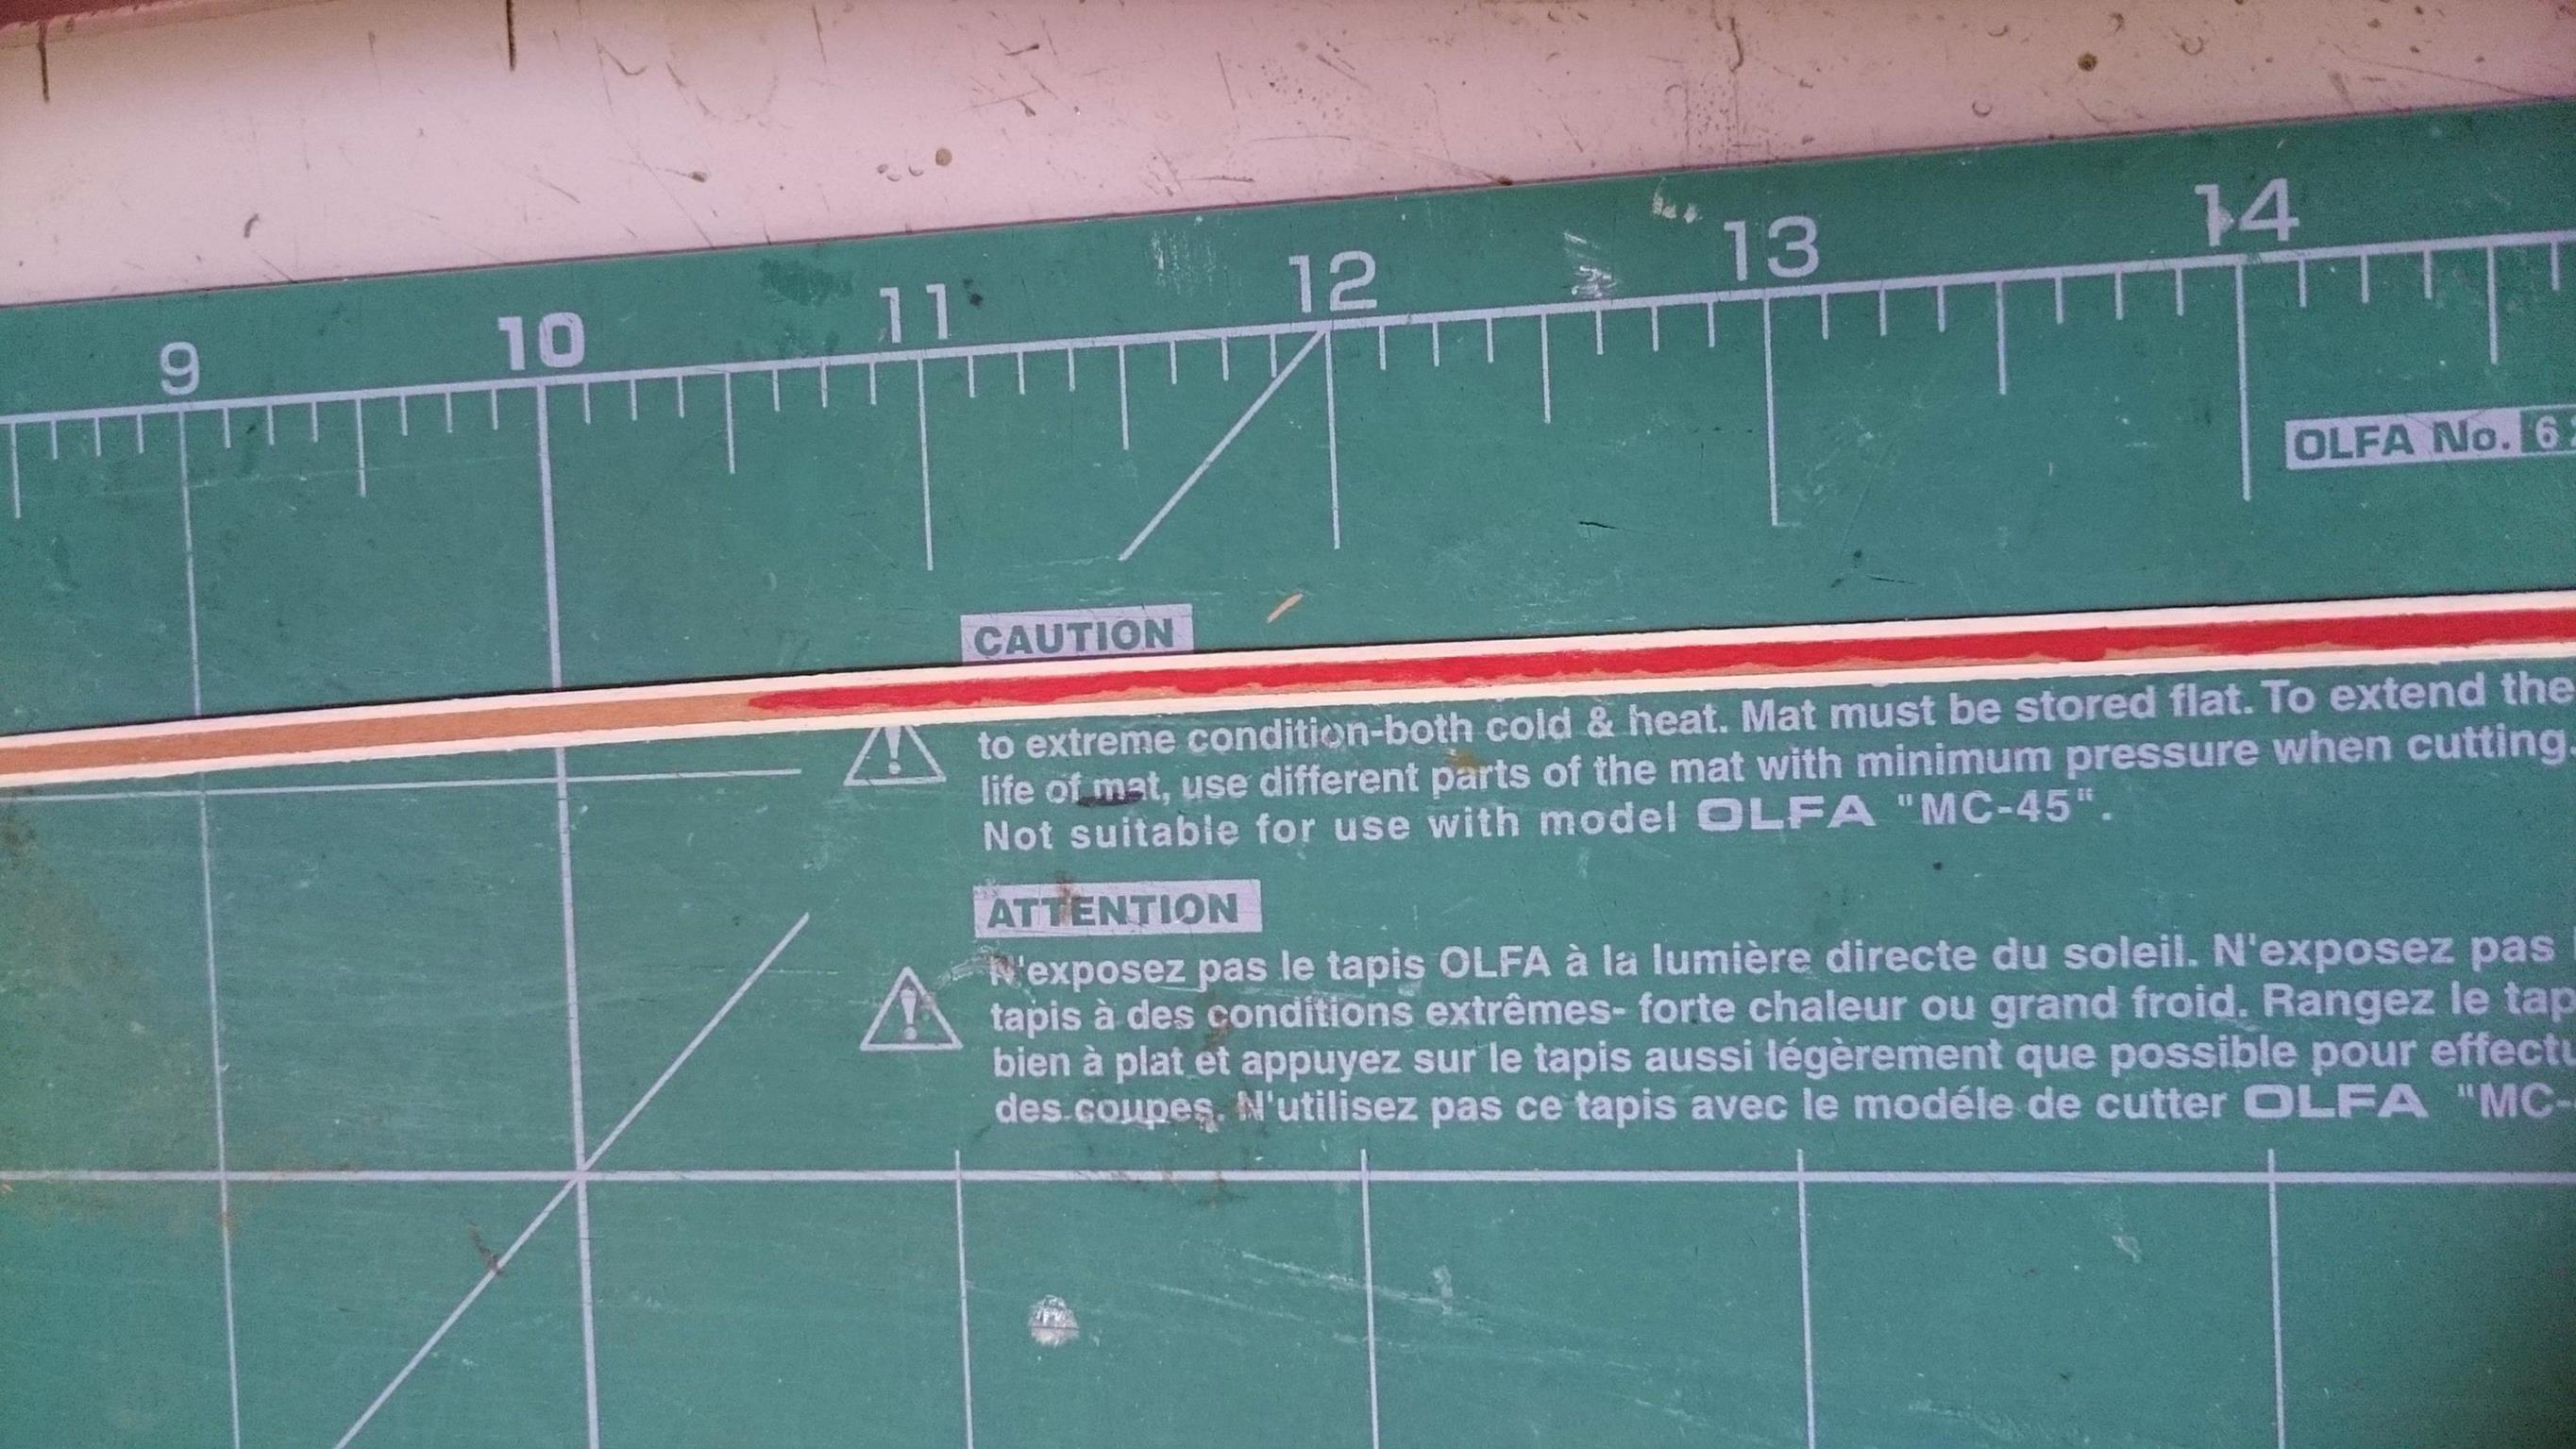 9 10 11 12 13 14
OLFA No. 6
CAUTION
to extreme condition-both cold & heat. Mat must be stored flat. To extend the
life of mat, use different parts of the mat with minimum pressure when cutting.
Not suitable for use with model OLFA "MC-45".
ATTENTION
N'exposez pas le tapis OLFA à la lumière directe du soleil. N'exposez pas
tapis à des conditions extrêmes- forte chaleur ou grand froid. Rangez le tap
bien à plat et appuyez sur le tapis aussi légèrement que possible pour effectu
des coupes. N'utilisez pas ce tapis avec le modéle de cutter OLFA "MC-